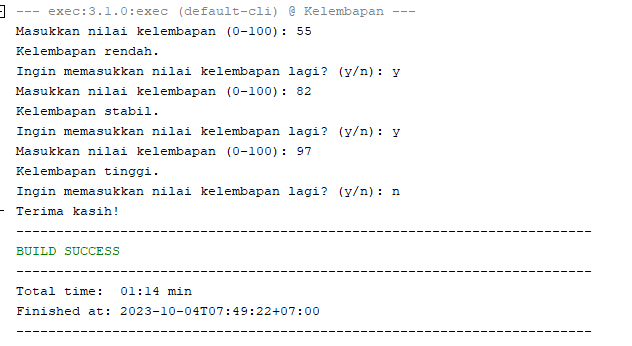 --- exec:3.1.0:exec (default-cli) @ Kelembapan ---
Masukkan nilai kelembapan (0-100): 55
Kelembapan rendah.
Ingin memasukkan nilai kelembapan lagi? (y/n): y
Masukkan nilai kelembapan (0-100): 82
Kelembapan stabil.
Ingin memasukkan nilai kelembapan lagi? (y/n): y
Masukkan nilai kelembapan (0-100): 97
Kelembapan tinggi.
Ingin memasukkan nilai kelembapan lagi? (y/n): n
Terima kasih!
------------------------------------------------------------------------
BUILD SUCCESS
------------------------------------------------------------------------
Total time:  01:14 min
Finished at: 2023-10-04T07:49:22+07:00
------------------------------------------------------------------------